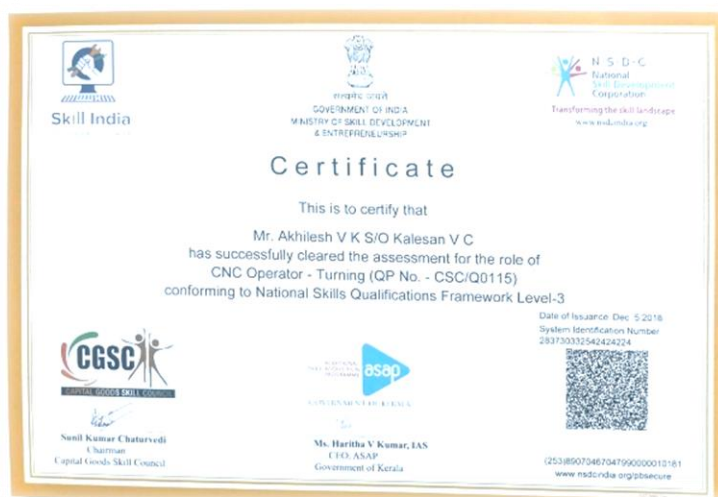 Skill India
सत्यमेव जयते
GOVERNMENT OF INDIA
MINISTRY OF SKILL DEVELOPMENT
& ENTREPRENEURSHIP
N · S · D · C
National
Skill Development
Corporation
Transforming the skill landscape
www.nsdcindia.org
Certificate
This is to certify that
Mr. Akhilesh V K S/O Kalesan V C
has successfully cleared the assessment for the role of
CNC Operator - Turning (QP No. - CSC/Q0115)
conforming to National Skills Qualifications Framework Level-3
Date of Issuance: Dec 5 2018
System Identification Number
283730332542424224
CGSC
CAPITAL GOODS SKILL COUNCIL
Sunil Kumar Chaturvedi
Chairman
Capital Goods Skill Council
asap
GOVERNMENT OF KERALA
Ms. Haritha V Kumar, IAS
CEO, ASAP
Government of Kerala
(253)8907046704799000001018​1
www.nsdcindia.org/pbsecure